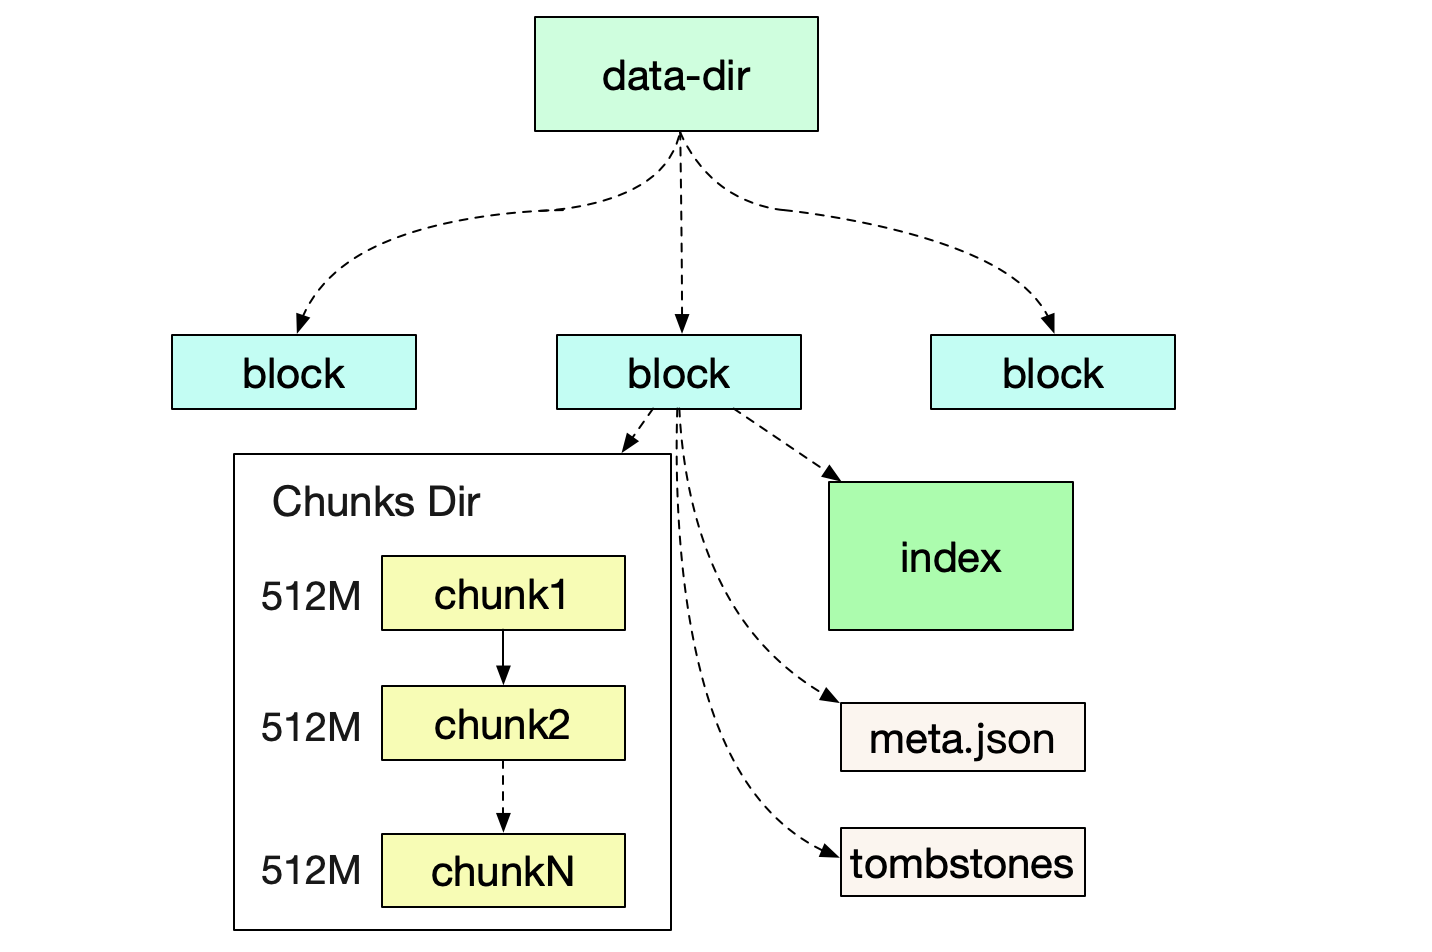 data-dir
block
block
block
Chunks Dir
512M
chunk1
512M
chunk2
512M
chunkN
index
meta.json
tombstones